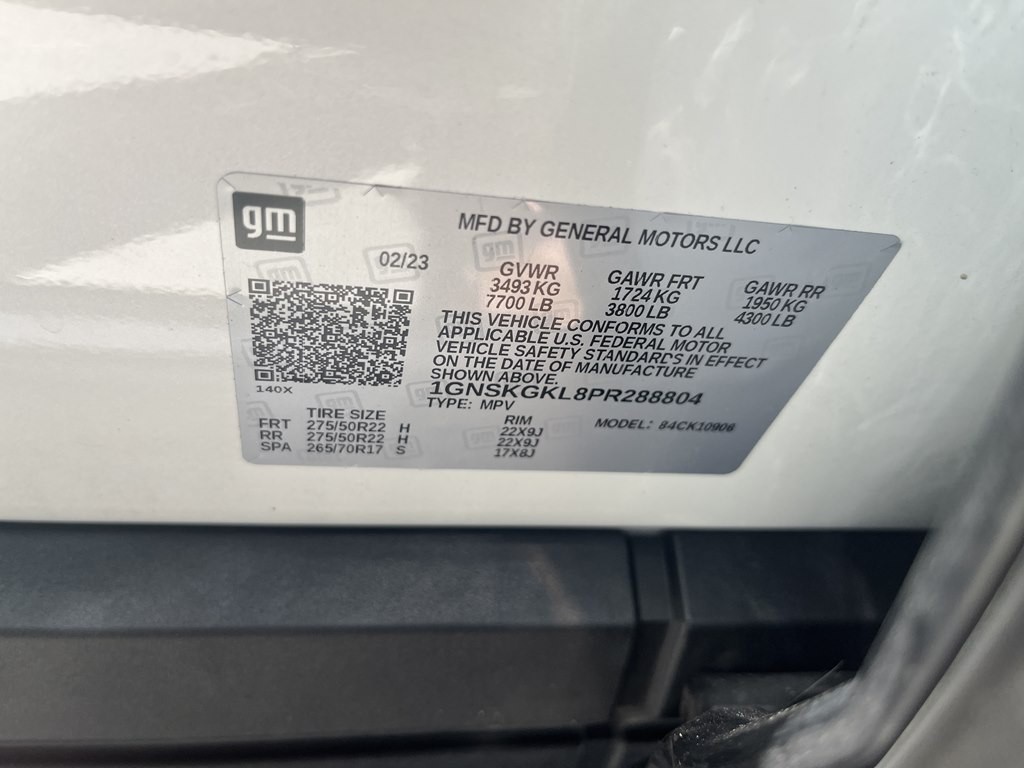 gm
MFD BY GENERAL MOTORS LLC
02/23
GVWR GAWR FRT GAWR RR
3493 KG 1724 KG 1950 KG
7700 LB 3800 LB 4300 LB
THIS VEHICLE CONFORMS TO ALL
APPLICABLE U.S. FEDERAL MOTOR
VEHICLE SAFETY STANDARDS IN EFFECT
ON THE DATE OF MANUFACTURE
SHOWN ABOVE.
140X
1GNSKGKL8PR288804
TYPE: MPV
TIRE SIZE RIM MODEL: 84CK10906
FRT 275/50R22 H 22X9J
RR 275/50R22 H 22X9J
SPA 265/70R17 S 17X8J